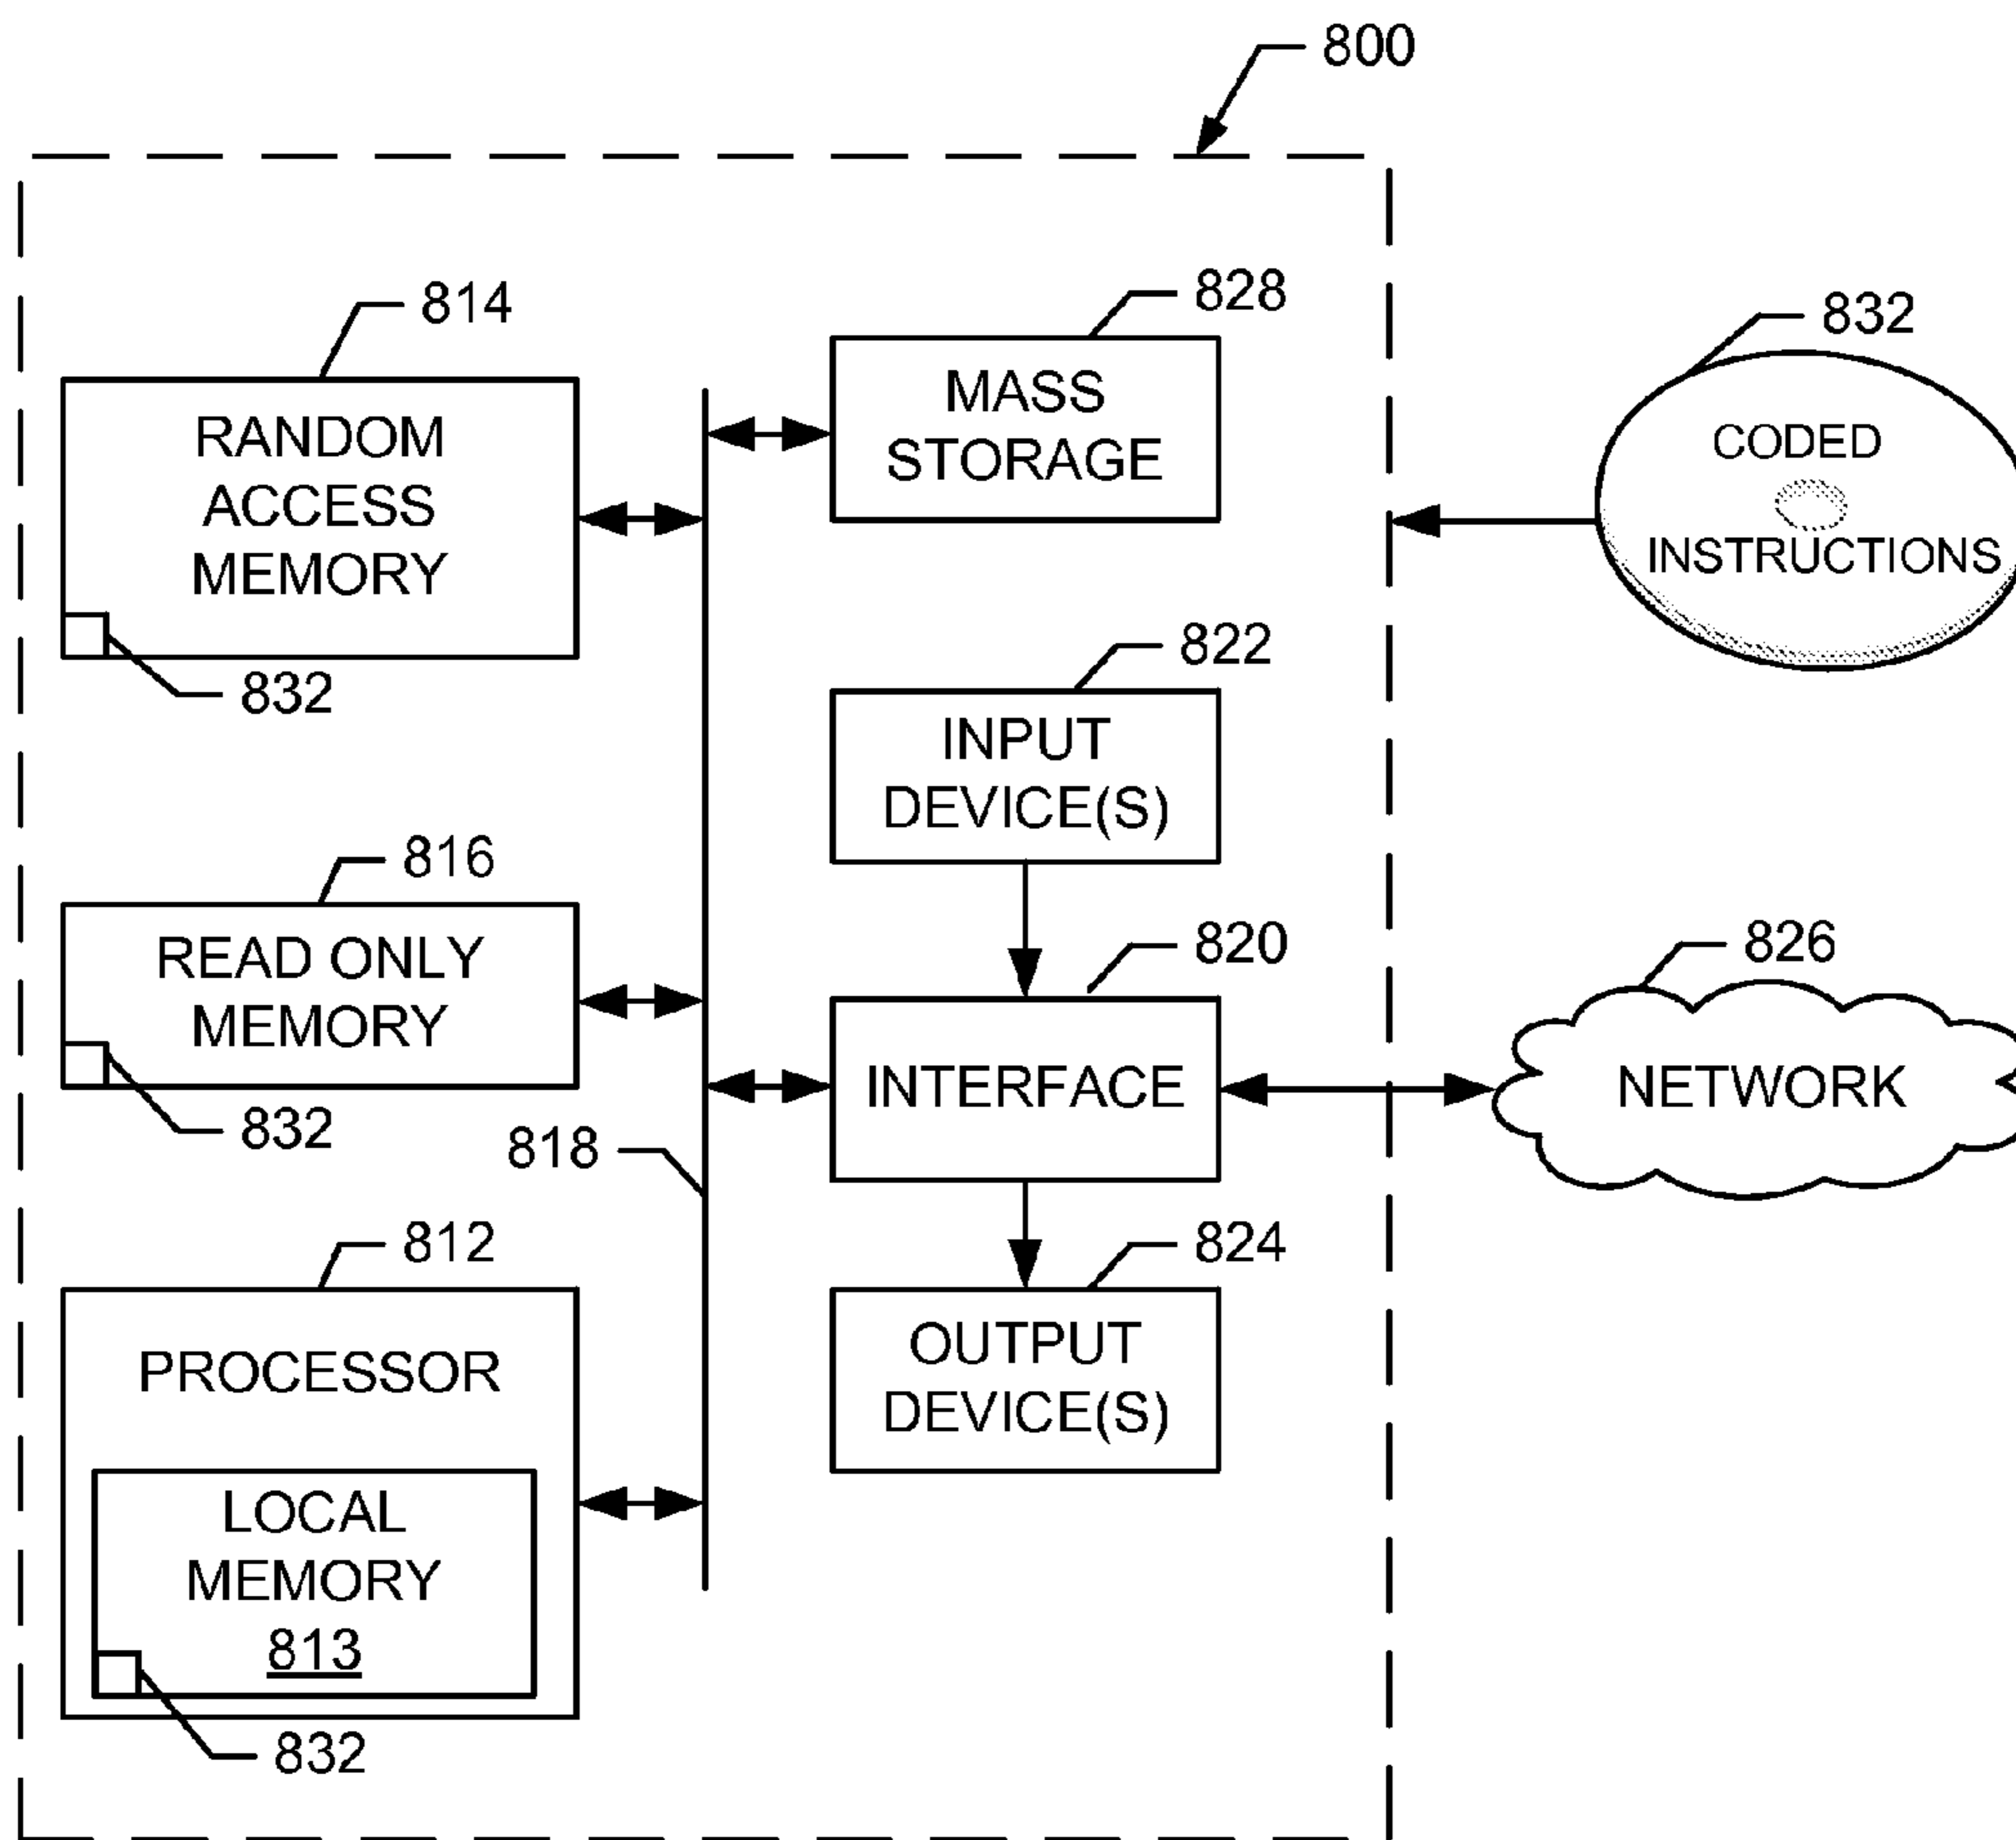 800
814
RANDOM
ACCESS
MEMORY
832
828
MASS
STORAGE
832
CODED
INSTRUCTIONS
822
INPUT
DEVICE(S)
816
READ ONLY
MEMORY
832
820
INTERFACE
826
NETWORK
818
812
PROCESSOR
LOCAL
MEMORY
813
832
824
OUTPUT
DEVICE(S)